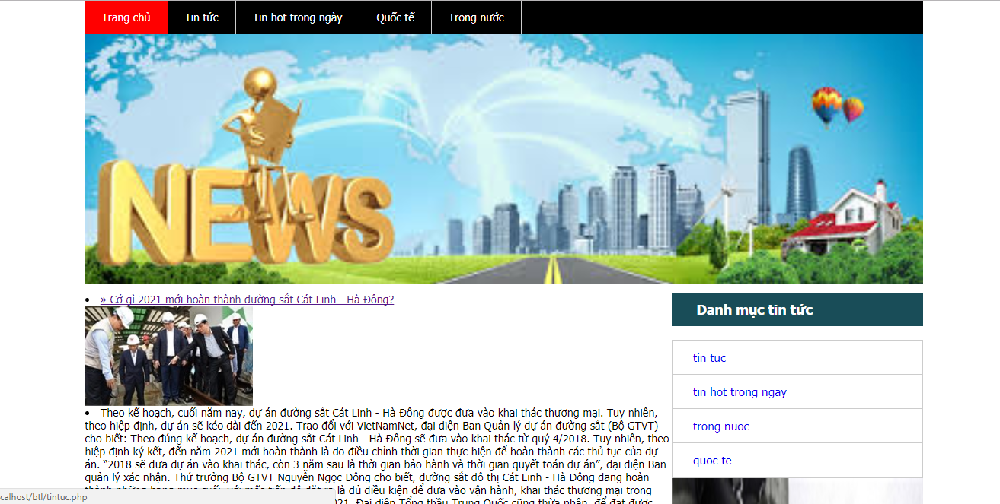 Trang chủ
Tin tức
Tin hot trong ngày
Quốc tế
Trong nước
NEWS
» Cớ gì 2021 mới hoàn thành đường sắt Cát Linh - Hà Đông?
Theo kế hoạch, cuối năm nay, dự án đường sắt Cát Linh - Hà Đông được đưa vào khai thác thương mại. Tuy nhiên,
theo hiệp định, dự án sẽ kéo dài đến 2021. Trao đổi với VietNamNet, đại diện Ban Quản lý dự án đường sắt (Bộ GTVT)
cho biết: Theo đúng kế hoạch, dự án đường sắt Cát Linh - Hà Đông sẽ đưa vào khai thác từ quý 4/2018. Tuy nhiên, theo
hiệp định ký kết, đến năm 2021 mới hoàn thành là do điều chỉnh thời gian thực hiện để hoàn thành các thủ tục của dự
án. “2018 sẽ đưa dự án vào khai thác, còn 3 năm sau là thời gian bảo hành và thời gian quyết toán dự án”, đại diện Ban
quản lý xác nhận. Thứ trưởng Bộ GTVT Nguyễn Ngọc Đông cho biết, đường sắt đô thị Cát Linh - Hà Đông đang hoàn
là đủ điều kiện để đưa vào vận hành, khai thác thương mại trong
021. Đại diện Tổng thầu Trung Quốc cũng thừa nhận, để đạt được
calhost/btl/tintuc.php
Danh mục tin tức
tin tuc
tin hot trong ngay
trong nuoc
quoc te